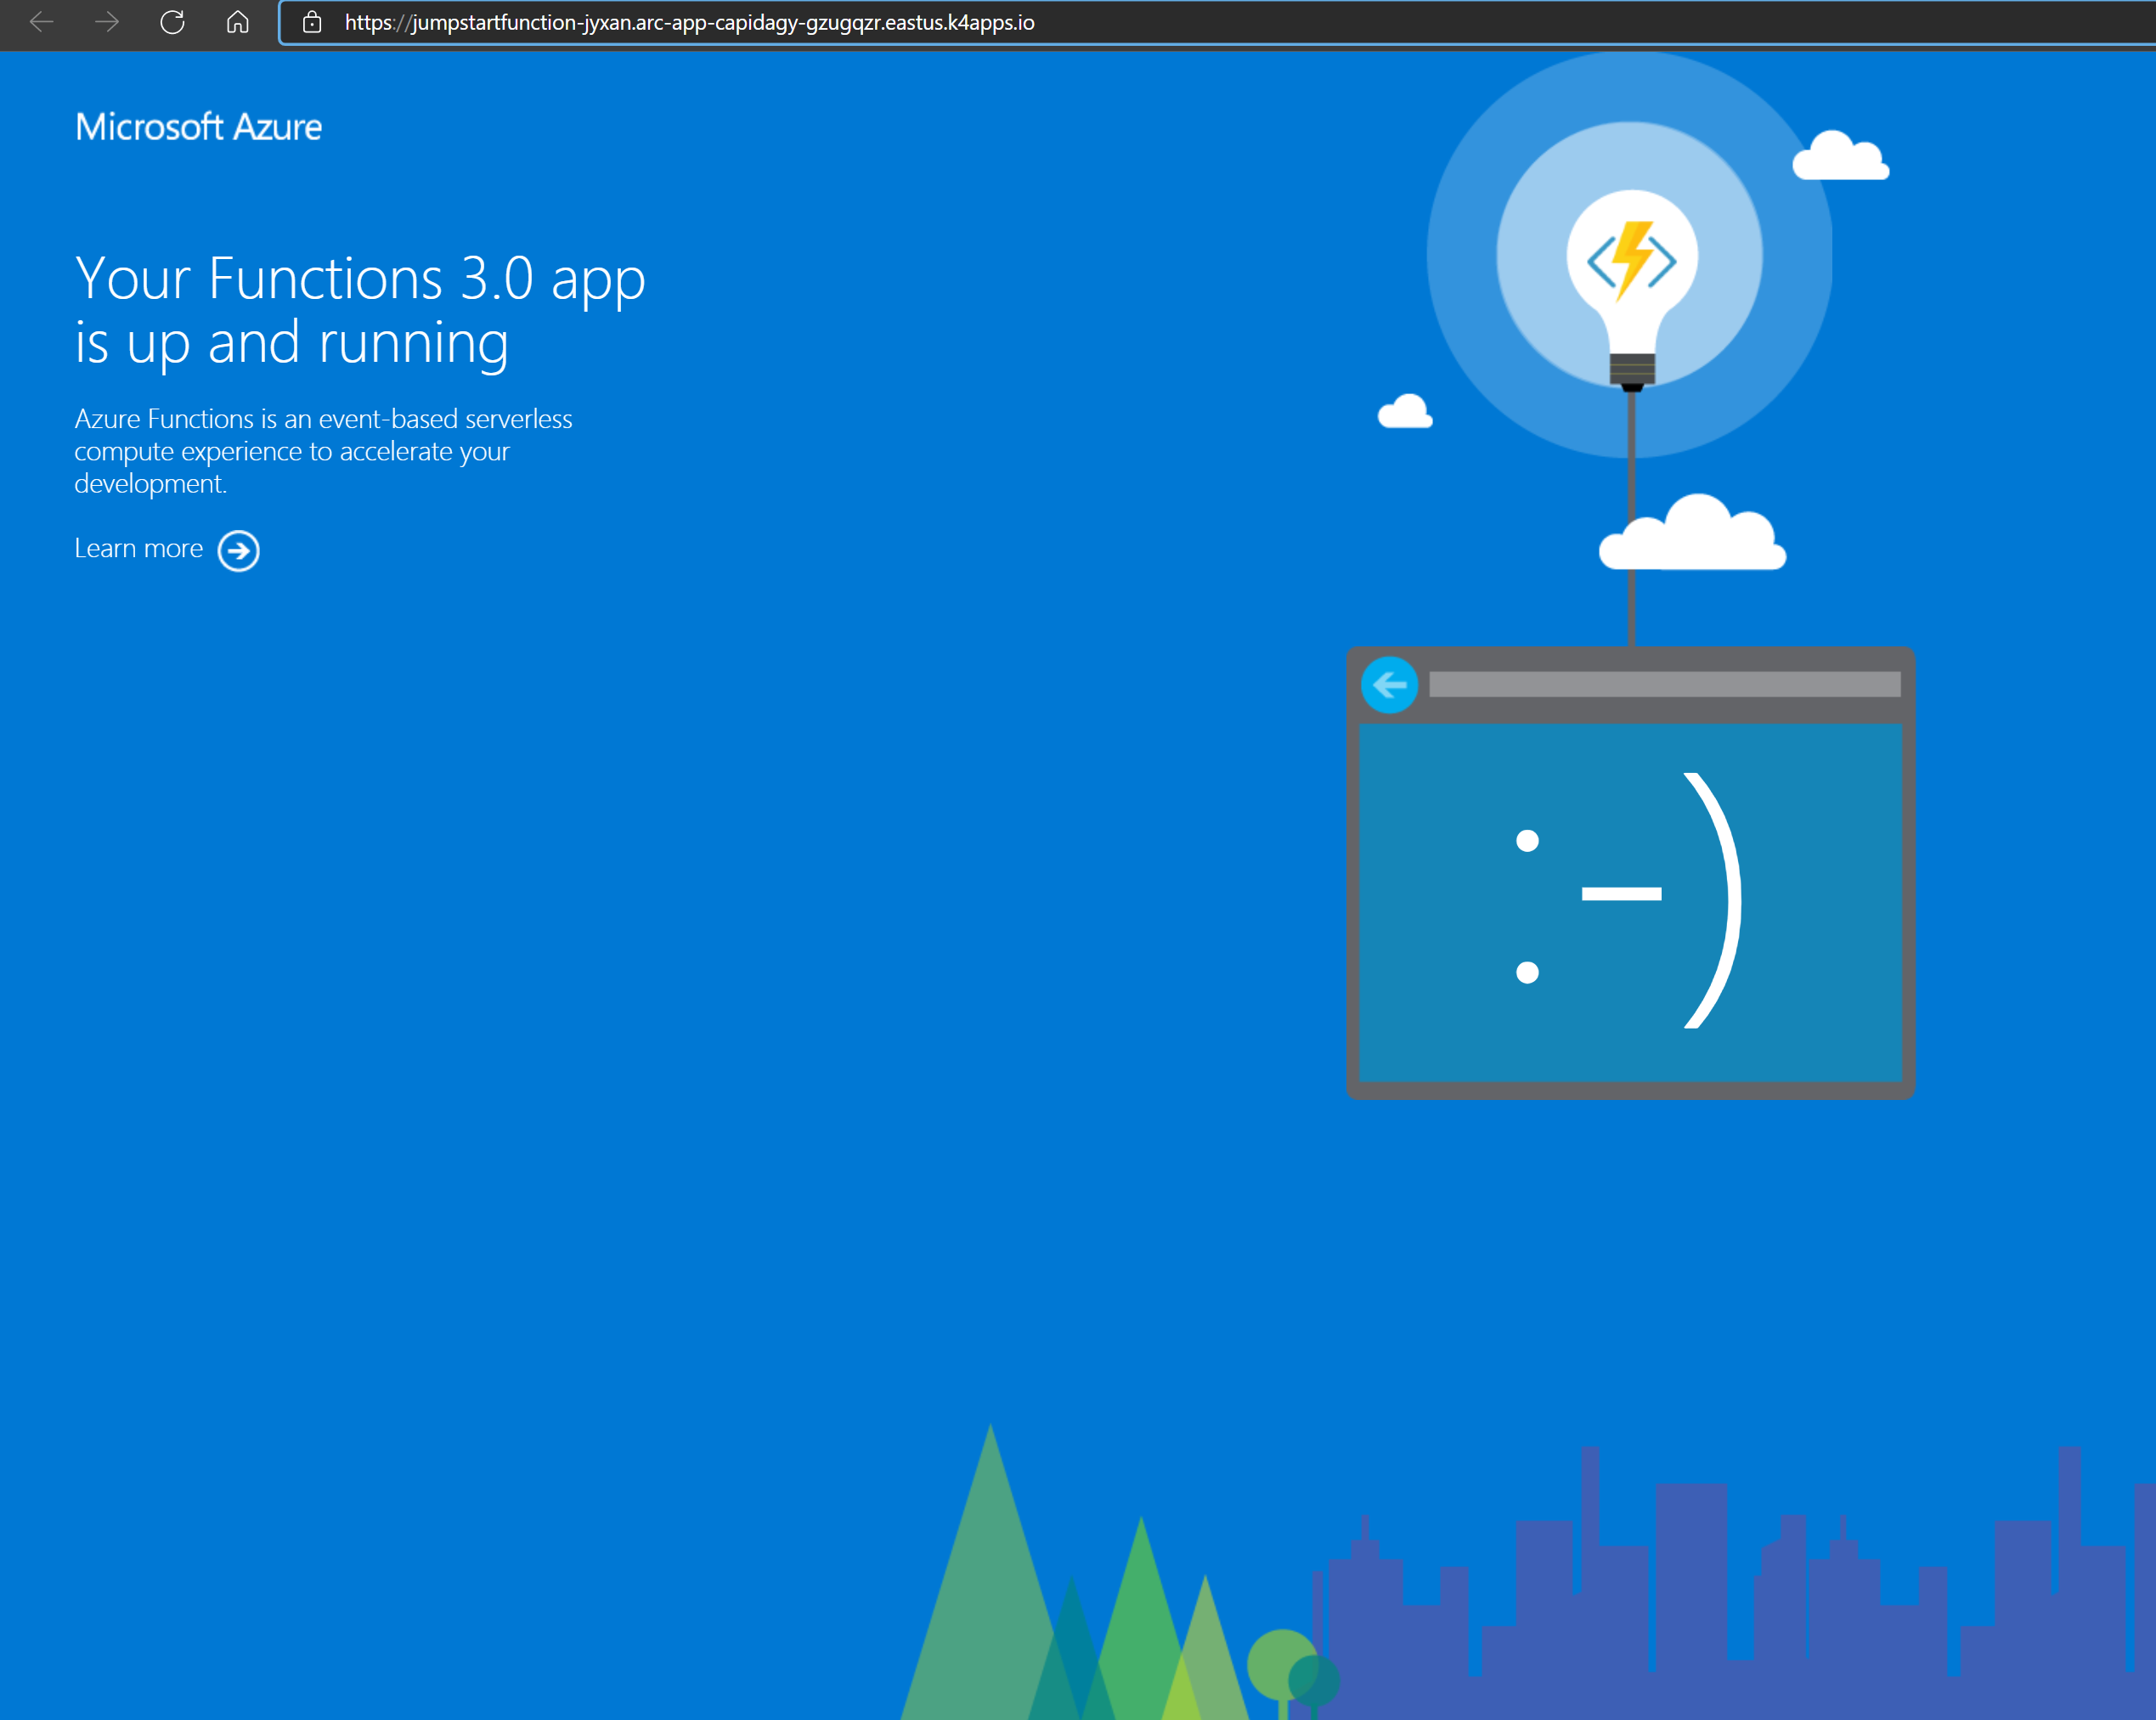 https://jumpstartfunction-jyxan.arc-app-capidagy-gzugqzr.eastus.k4apps.io
Microsoft Azure
Your Functions 3.0 app
is up and running
Azure Functions is an event-based serverless
compute experience to accelerate your
development.
Learn more
:-)